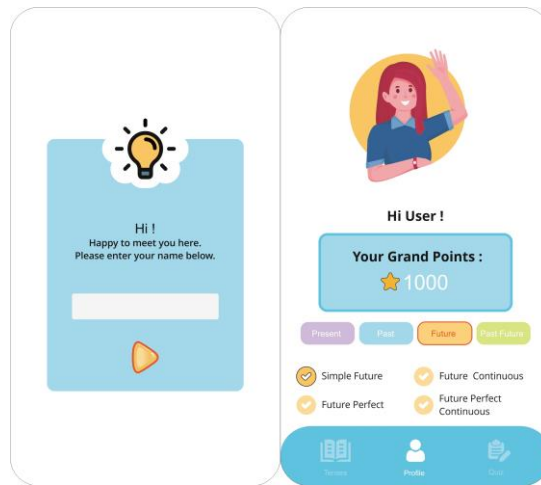 Hi !
Happy to meet you here.
Please enter your name below.
Hi User !
Your Grand Points :
1000
Present
Past
Future
Past Future
Simple Future
Future Continuous
Future Perfect
Future Perfect
Continuous
Tenses
Profile
Quiz